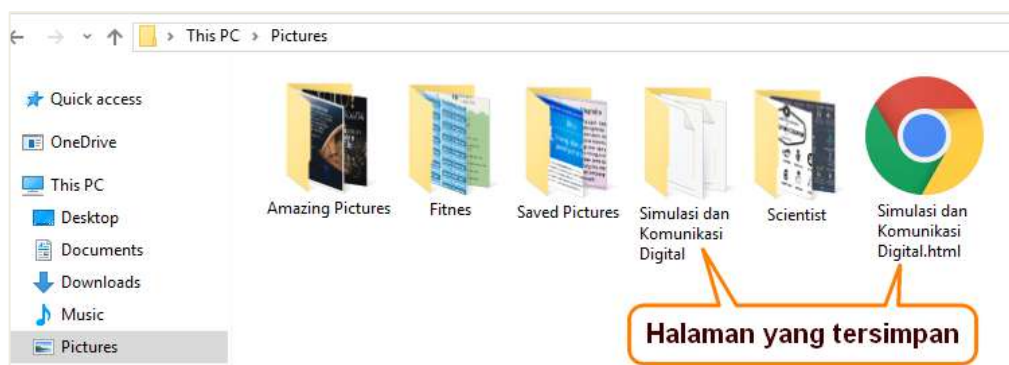 This PC > Pictures
Quick access
OneDrive
This PC
Desktop
Documents
Downloads
Music
Pictures
Amazing Pictures
Fitnes
Saved Pictures
Simulasi dan
Komunikasi
Digital
Scientist
Simulasi dan
Komunikasi
Digital.html
Halaman yang tersimpan